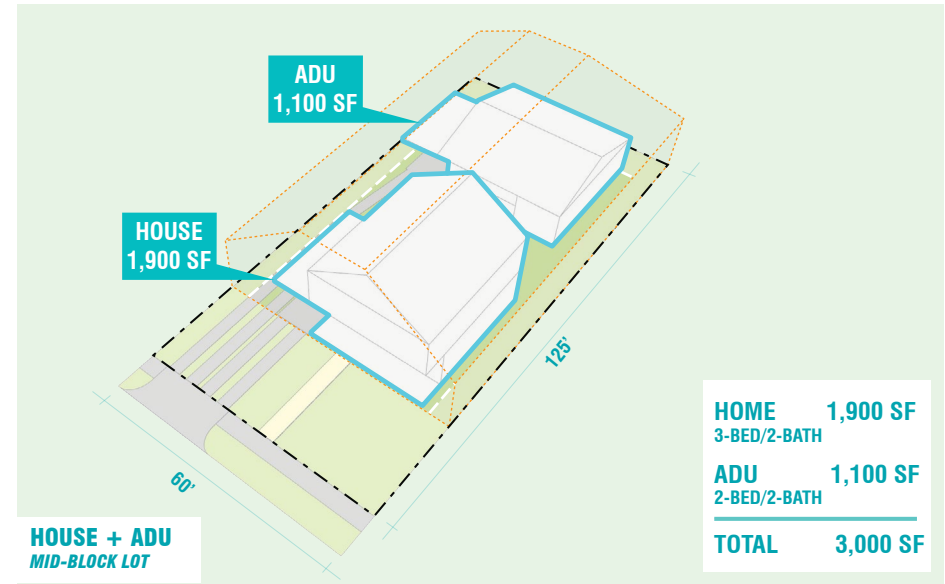 ADU
1,100 SF
HOUSE
1,900 SF
125'
60'
HOUSE + ADU
MID-BLOCK LOT
HOME 1,900 SF
3-BED/2-BATH
ADU 1,100 SF
2-BED/2-BATH
TOTAL 3,000 SF